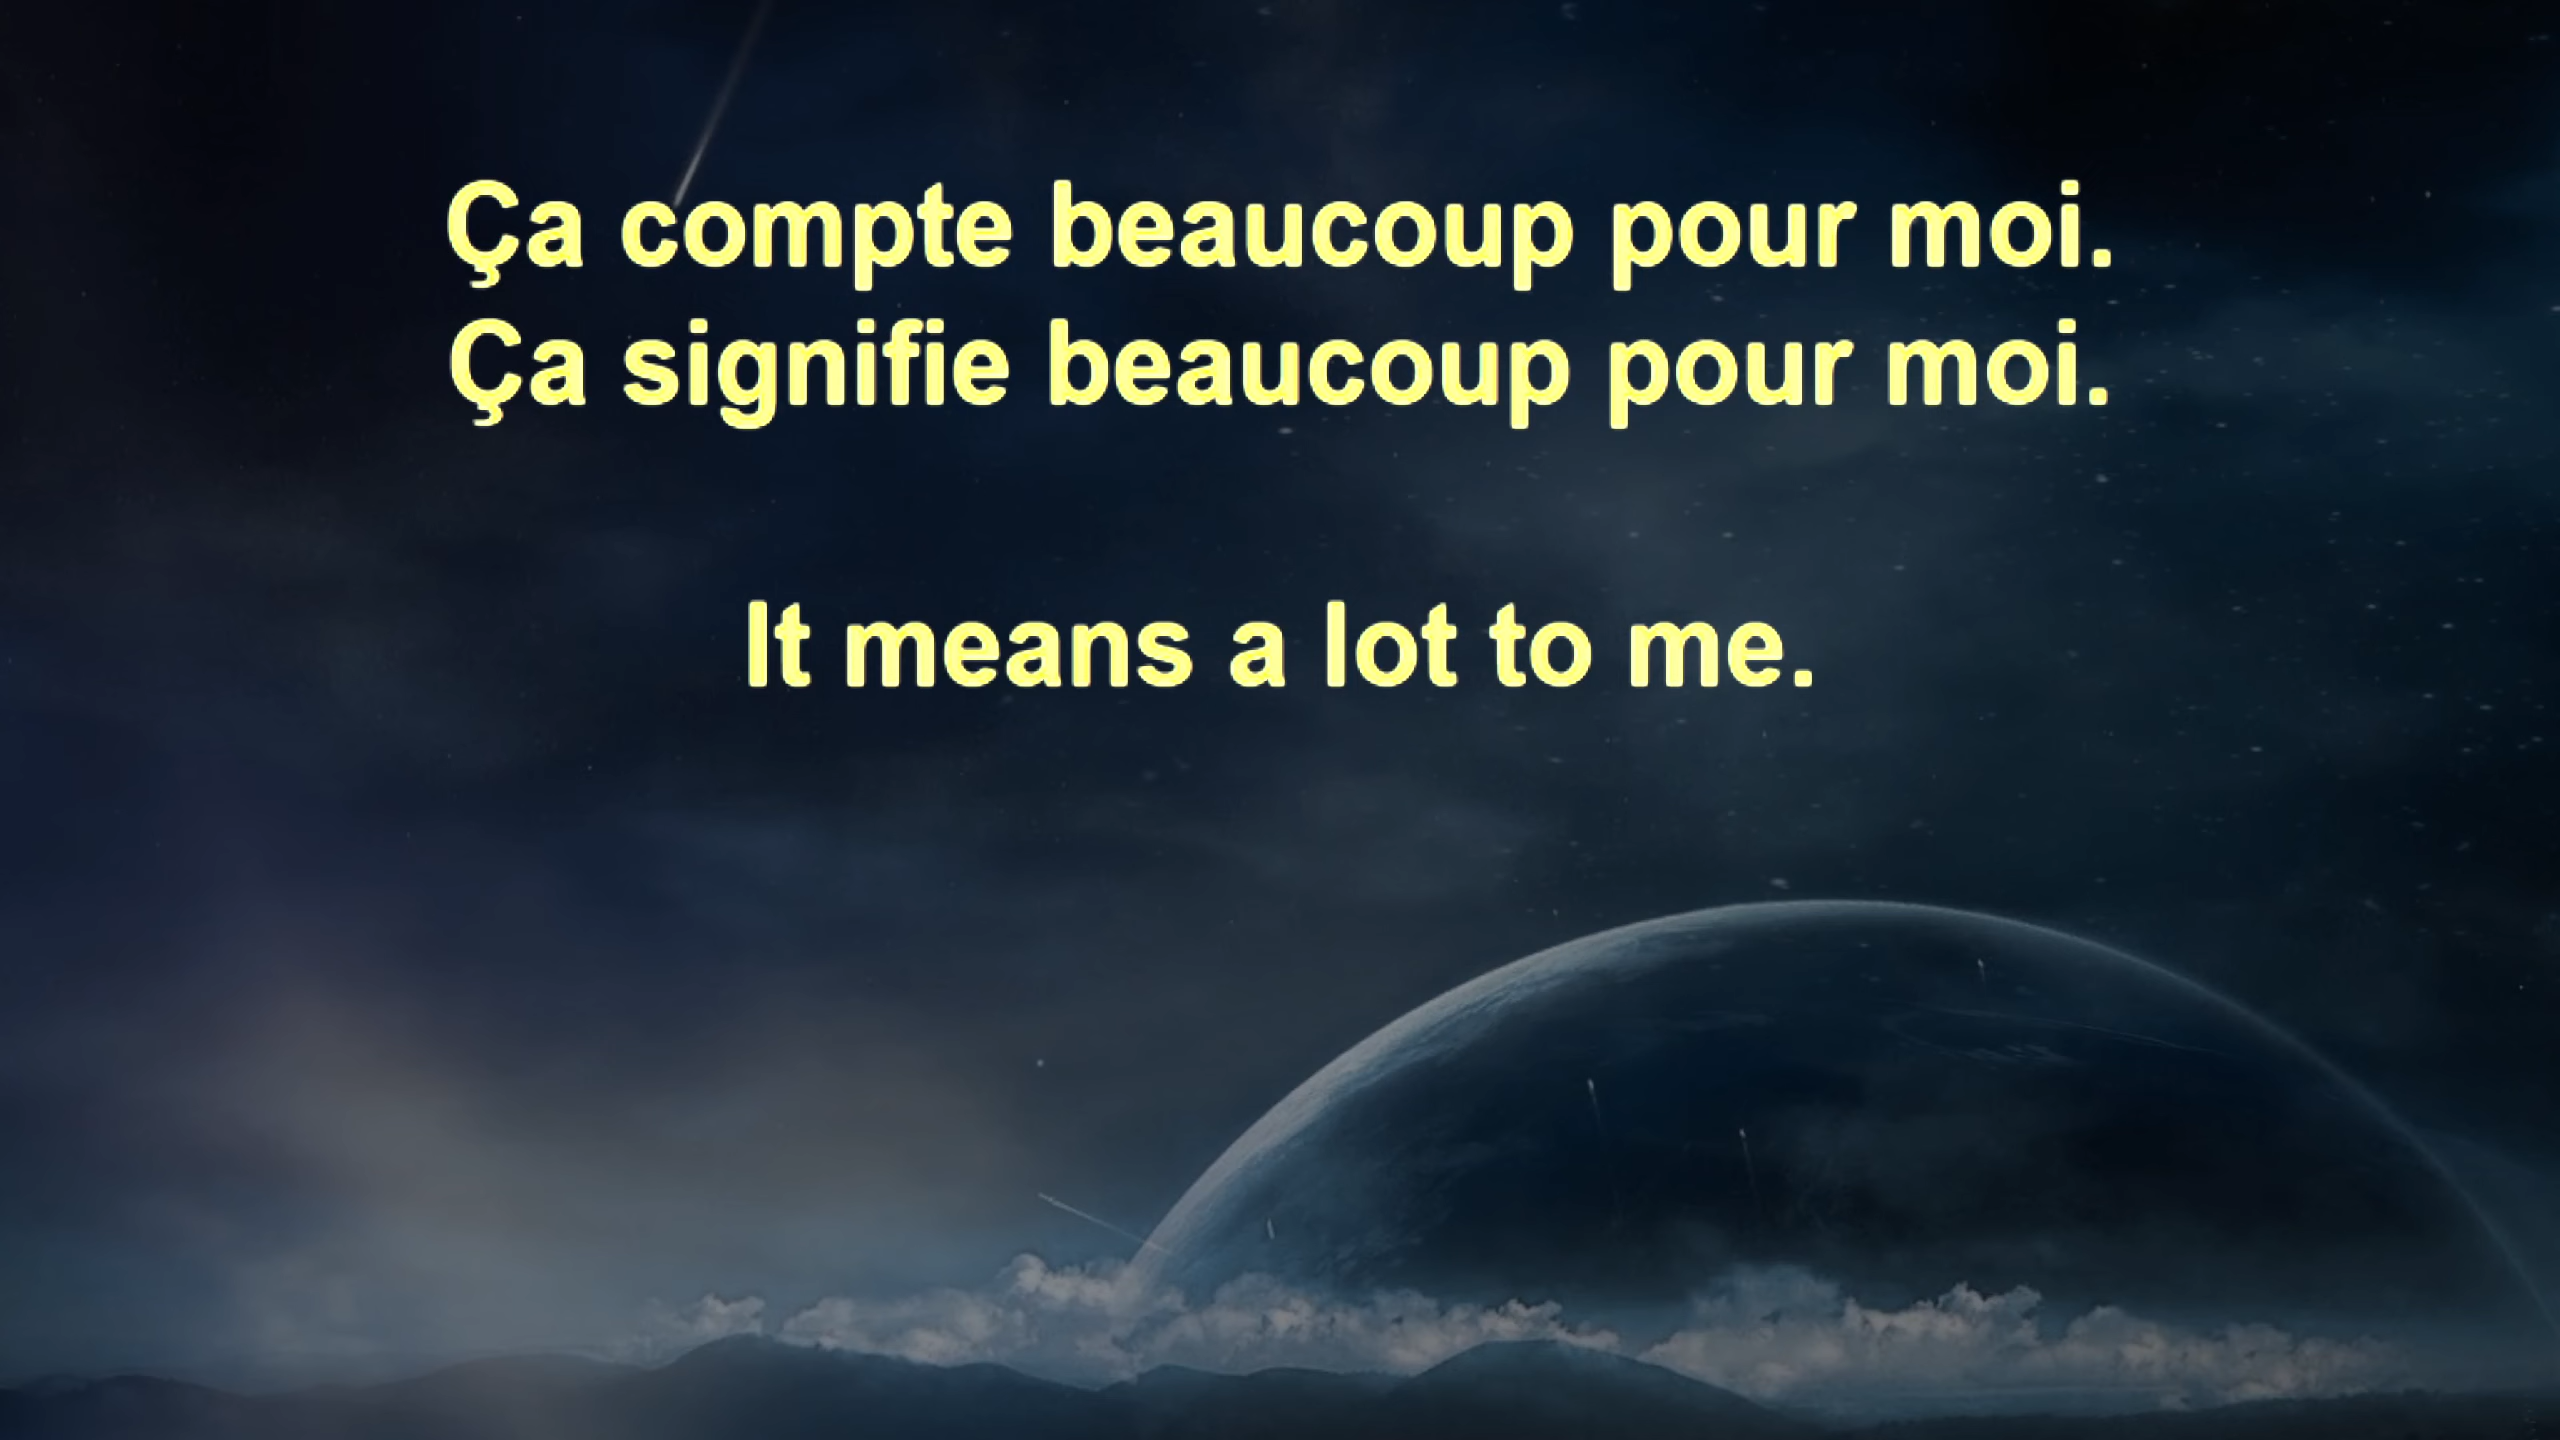 Ça compte beaucoup pour moi.
Ça signifie beaucoup pour moi.
It means a lot to me.